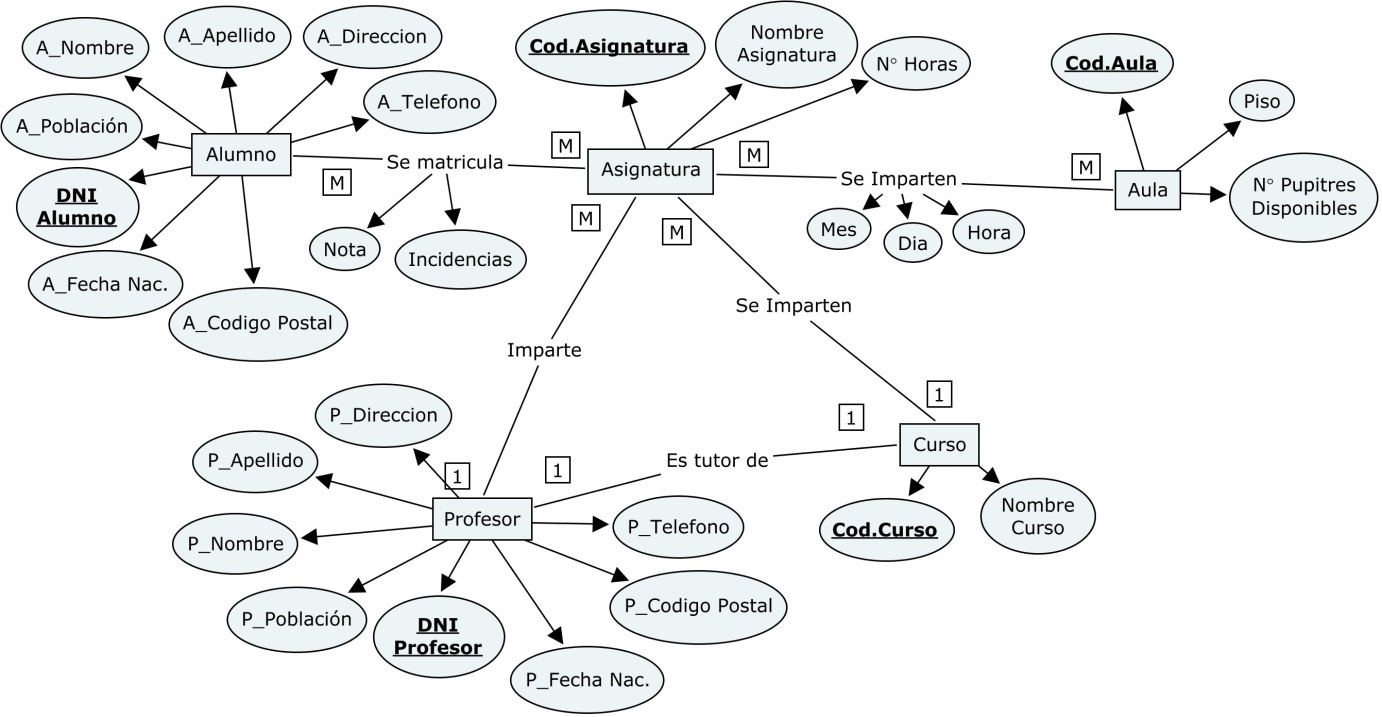 A_Nombre
A_Apellido
A_Direccion
A_Telefono
A_Población
Alumno
DNI
Alumno
A_Fecha Nac.
A_Codigo Postal
M
Se matricula
Nota
Incidencias
M
Cod.Asignatura
Nombre
Asignatura
N° Horas
Asignatura
M
M
M
Se Imparten
Mes
Dia
Hora
M
Cod.Aula
Piso
Aula
N° Pupitres
Disponibles
Imparte
Se Imparten
1
1
Es tutor de
1
1
Curso
Cod.Curso
Nombre
Curso
P_Direccion
P_Apellido
P_Nombre
P_Población
Profesor
DNI
Profesor
P_Telefono
P_Codigo Postal
P_Fecha Nac.